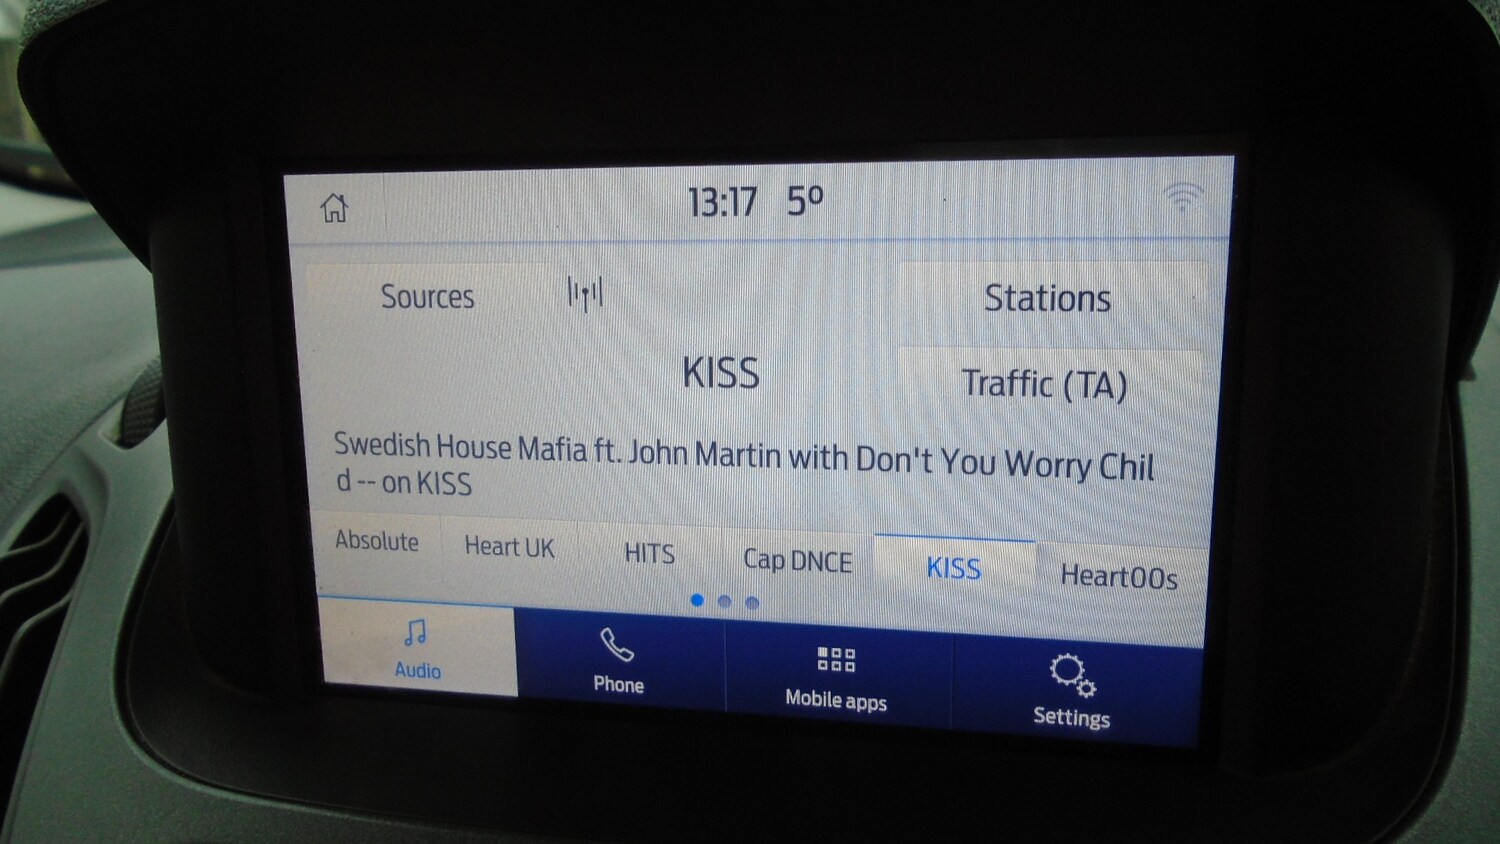 13:17 5º
Sources
Stations
KISS
Traffic (TA)
Swedish House Mafia ft. John Martin with Don't You Worry Chil
d -- on KISS
Absolute Heart UK HITS Cap DNCE KISS Heart00s
Audio Phone Mobile apps Settings